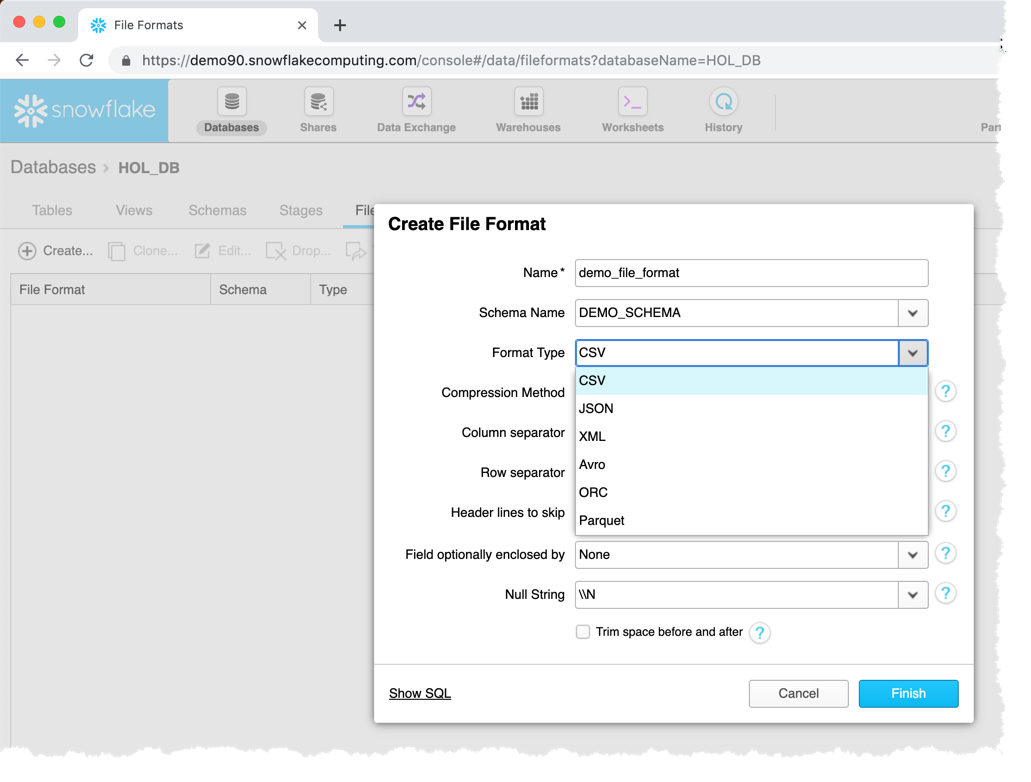 File Formats
https://demo90.snowflakecomputing.com/console#/data/fileformats?databaseName=HOL_DB
snowflake
Databases
Shares
Data Exchange
Warehouses
Worksheets
History
Databases > HOL_DB
Tables
Views
Schemas
Stages
Create...
Clone...
Edit...
Drop...
File Format
Schema
Type
Create File Format
Name* demo_file_format
Schema Name DEMO_SCHEMA
Format Type CSV
CSV
Compression Method ?
JSON
XML
Column separator ?
Avro
Row separator ?
ORC
Header lines to skip ?
Parquet
Field optionally enclosed by None ?
Null String \\N ?
Trim space before and after ?
Show SQL
Cancel
Finish